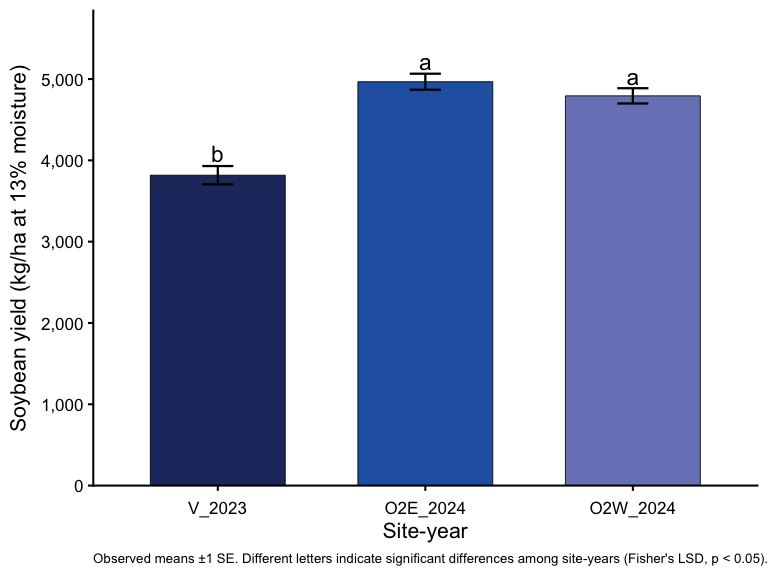 Soybean yield (kg/ha at 13% moisture)
5,000
4,000
3,000
2,000
1,000
0
b
a
a
V_2023 O2E_2024 O2W_2024
Site-year
Observed means ±1 SE. Different letters indicate significant differences among site-years (Fisher's LSD, p < 0.05).